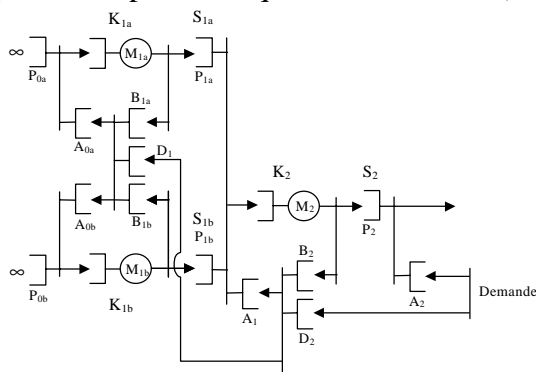 K1a
S1a
∞
M1a
P0a
P1a
B1a
A0a
D1
K2
S2
M2
A0b
B1b
S1b
P1b
P2
B2
∞
M1b
P0b
K1b
A1
D2
A2
Demande